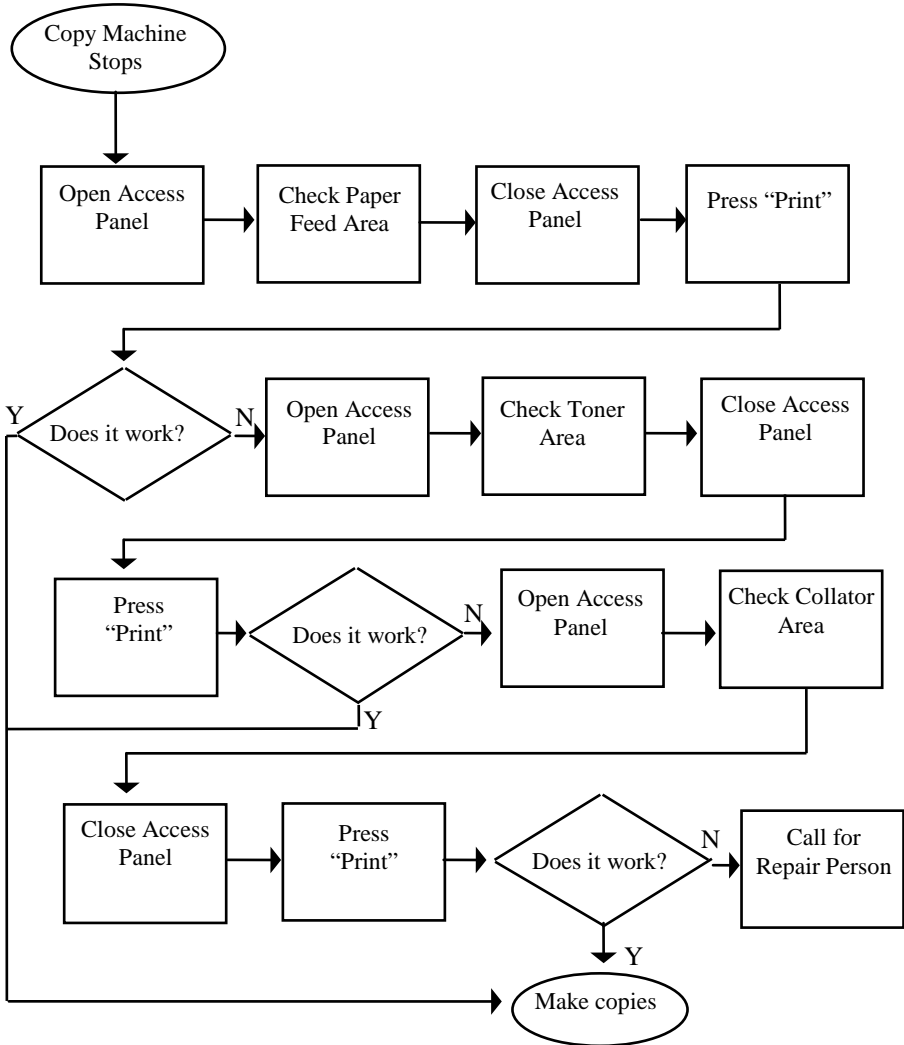 Copy Machine
Stops
Open Access
Panel
Check Paper
Feed Area
Close Access
Panel
Press “Print”
Y
Does it work?
N
Open Access
Panel
Check Toner
Area
Close Access
Panel
Press
“Print”
Does it work?
N
Y
Open Access
Panel
Check Collator
Area
Close Access
Panel
Press
“Print”
Does it work?
N
Y
Call for
Repair Person
Make copies